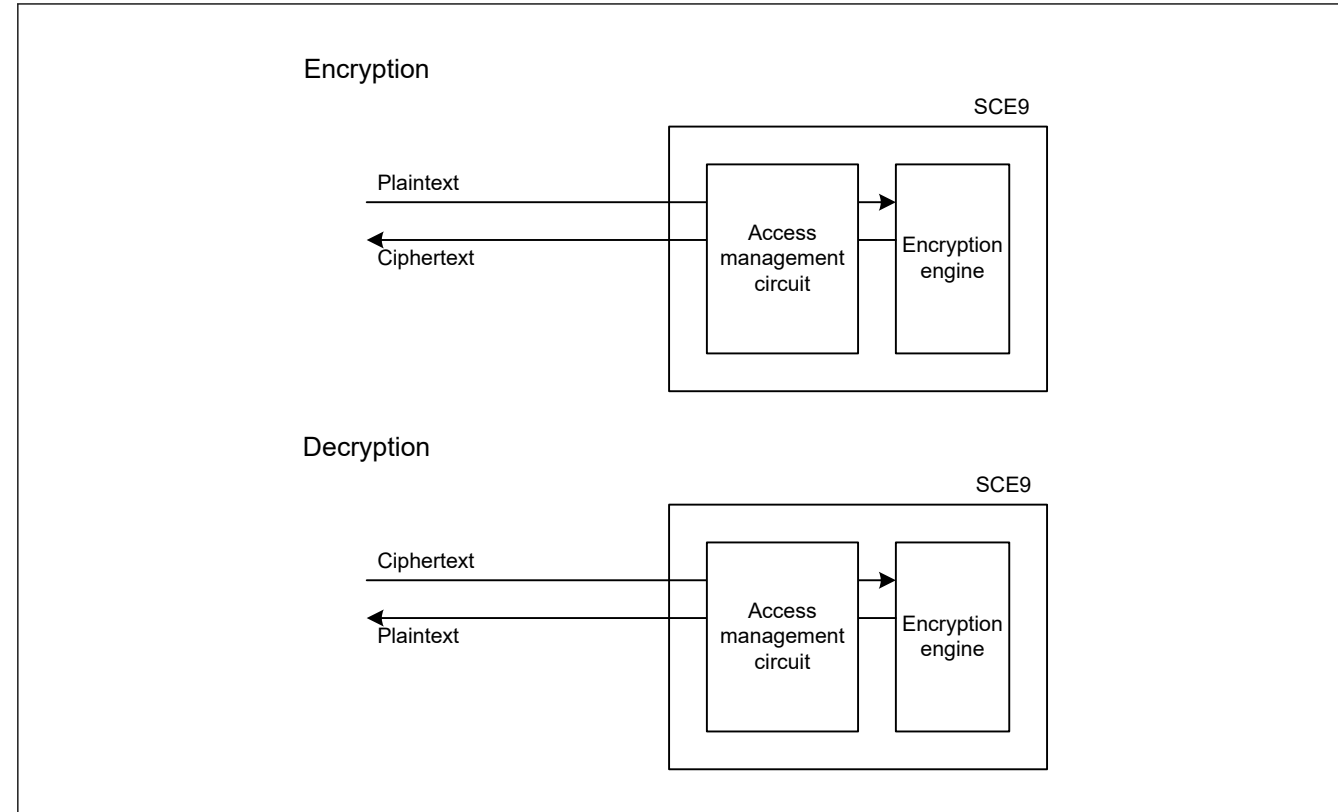 Encryption
SCE9
Plaintext
Ciphertext
Access
management
circuit
Encryption
engine
Decryption
SCE9
Ciphertext
Plaintext
Access
management
circuit
Encryption
engine